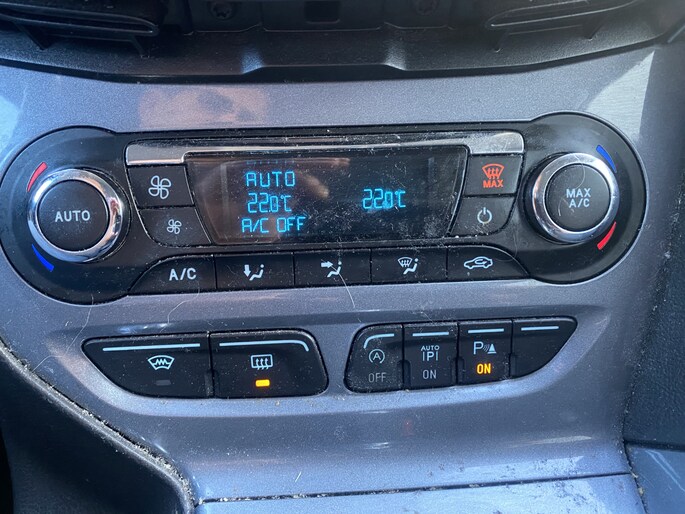 AUTO
22.0°C 22.0°C
A/C OFF
AUTO
MAX
MAX
A/C
A/C
A
OFF
AUTO
P
ON
P
ON